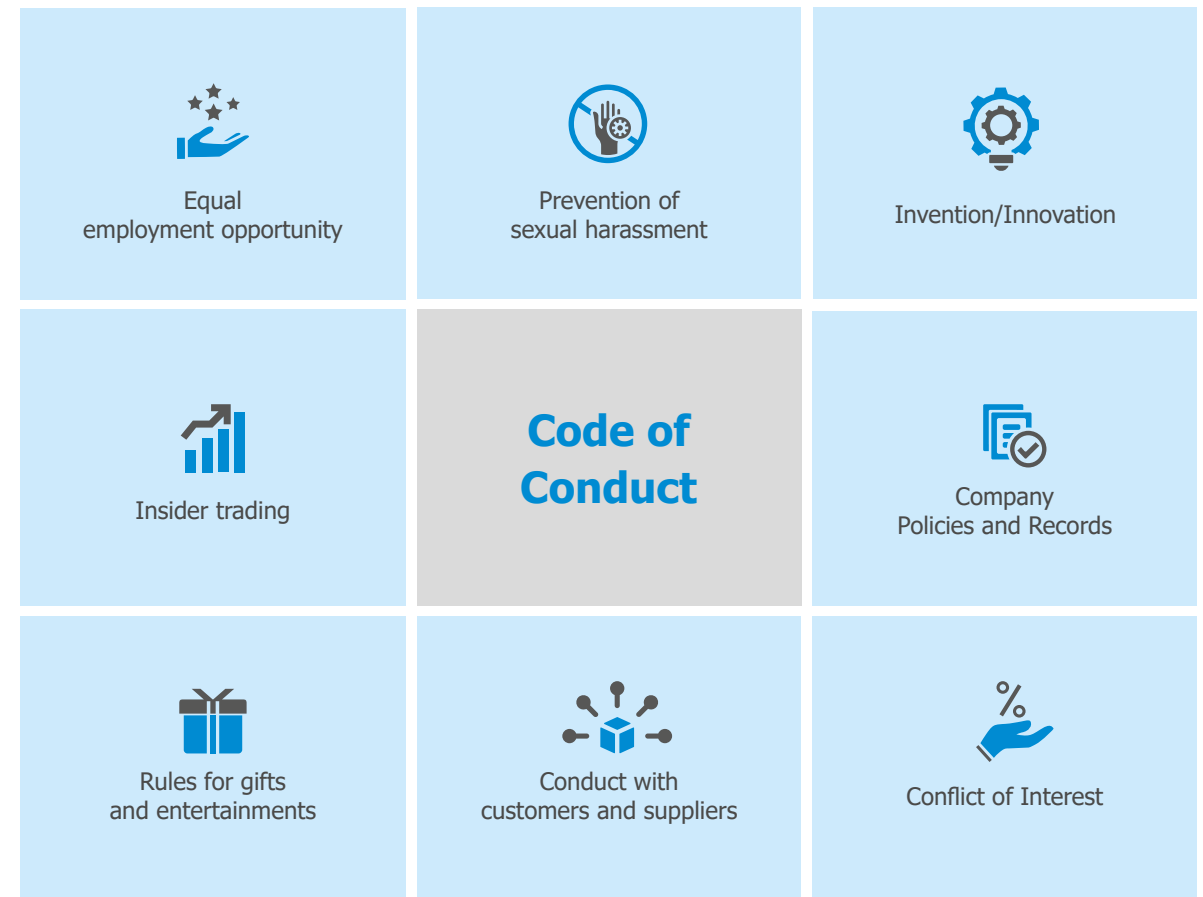 Equal
employment opportunity
Prevention of
sexual harassment
Invention/Innovation
Insider trading
Code of
Conduct
Company
Policies and Records
Rules for gifts
and entertainments
Conduct with
customers and suppliers
Conflict of Interest